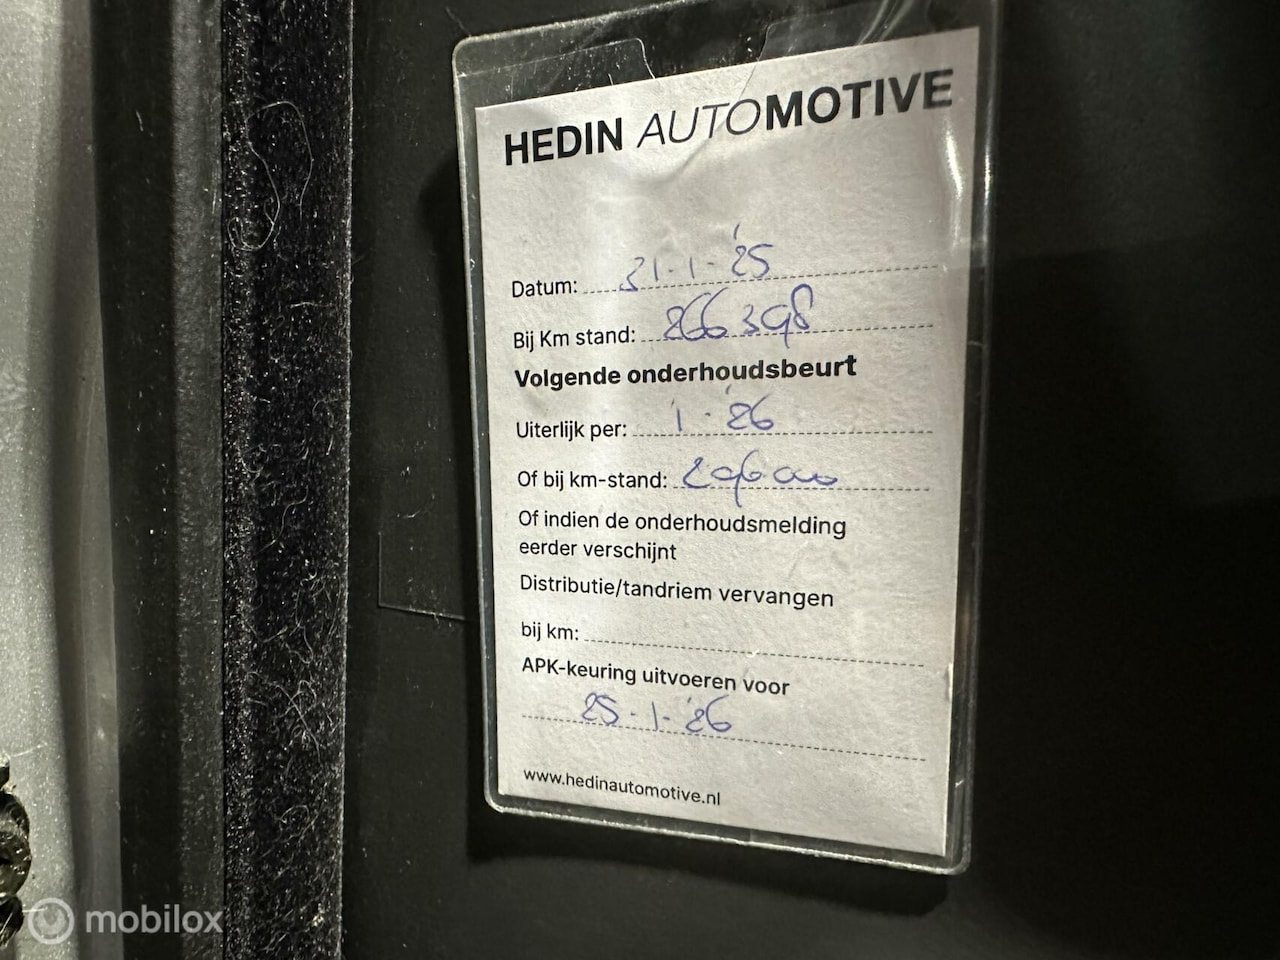 HEDIN AUTOMOTIVE
Datum: 31-1-'25
Bij Km stand: 266398
Volgende onderhoudsbeurt
Uiterlijk per: 1-'26
Of bij km-stand: 296000
Of indien de onderhoudsmelding
eerder verschijnt
Distributie/tandriem vervangen
bij km:
APK-keuring uitvoeren voor
25-1-'26
www.hedinautomotive.nl
mobilox